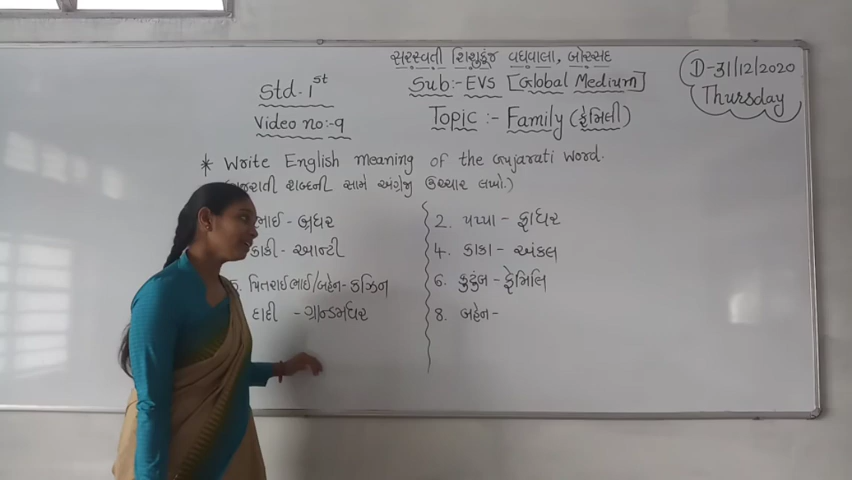 સરસ્વતી શિશુકુંજ વઘવાલા, બોરસદ
Std. 1st
Sub:- EVS [Global Medium]
D-31/12/2020
Thursday
Video no:-9
Topic :- Family (ફેમિલી)
* Write English meaning of the Gujarati word.
ગુજરાતી શબ્દની સામે અંગ્રેજી ઉચ્ચાર લખો.)
ભાઈ - બ્રધર
2. પપ્પા - ફાધર
કાકી - આન્ટી
4. કાકા - અંકલ
5. પિતરાઈ ભાઈ/બહેન - કઝિન
6. કુટુંબ - ફેમિલિ
દાદી - ગ્રાન્ડમધર
8. બહેન -